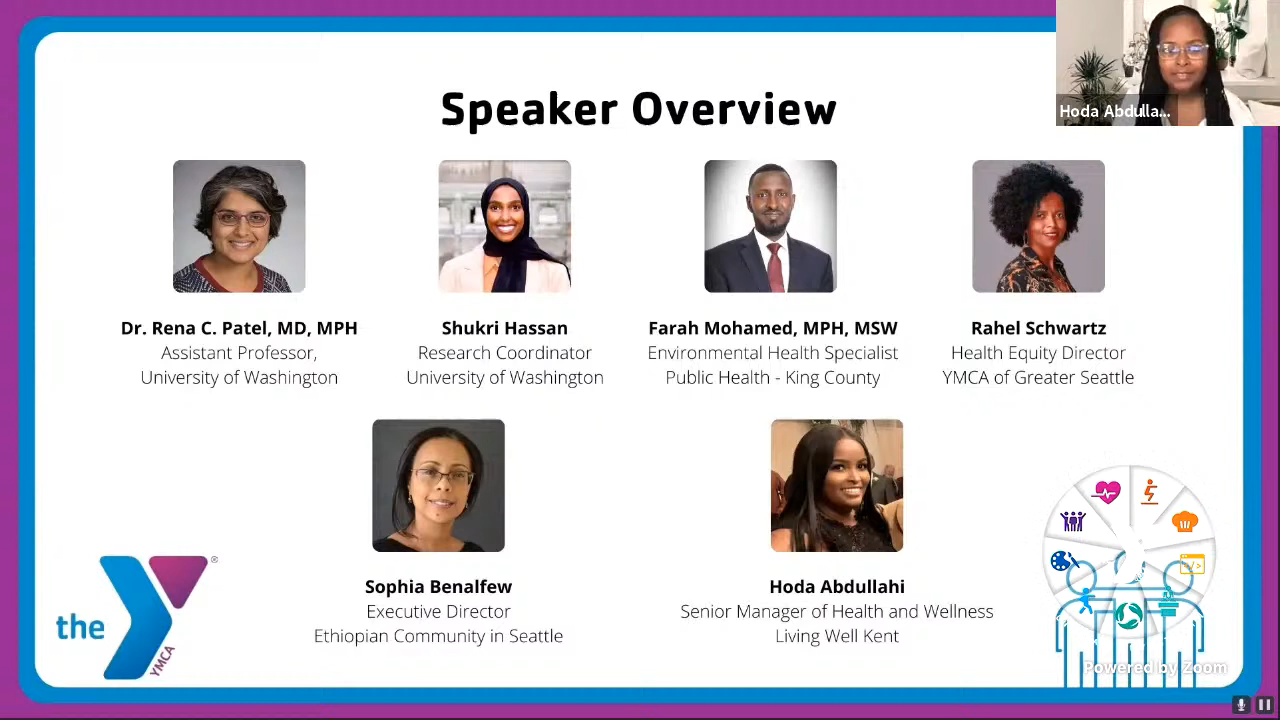 Speaker Overview
Hoda Abdulla...
Dr. Rena C. Patel, MD, MPH
Assistant Professor,
University of Washington
Shukri Hassan
Research Coordinator
University of Washington
Farah Mohamed, MPH, MSW
Environmental Health Specialist
Public Health - King County
Rahel Schwartz
Health Equity Director
YMCA of Greater Seattle
Sophia Benalfew
Executive Director
Ethiopian Community in Seattle
Hoda Abdullahi
Senior Manager of Health and Wellness
Living Well Kent
the
YMCA
®
Powered by Zoom